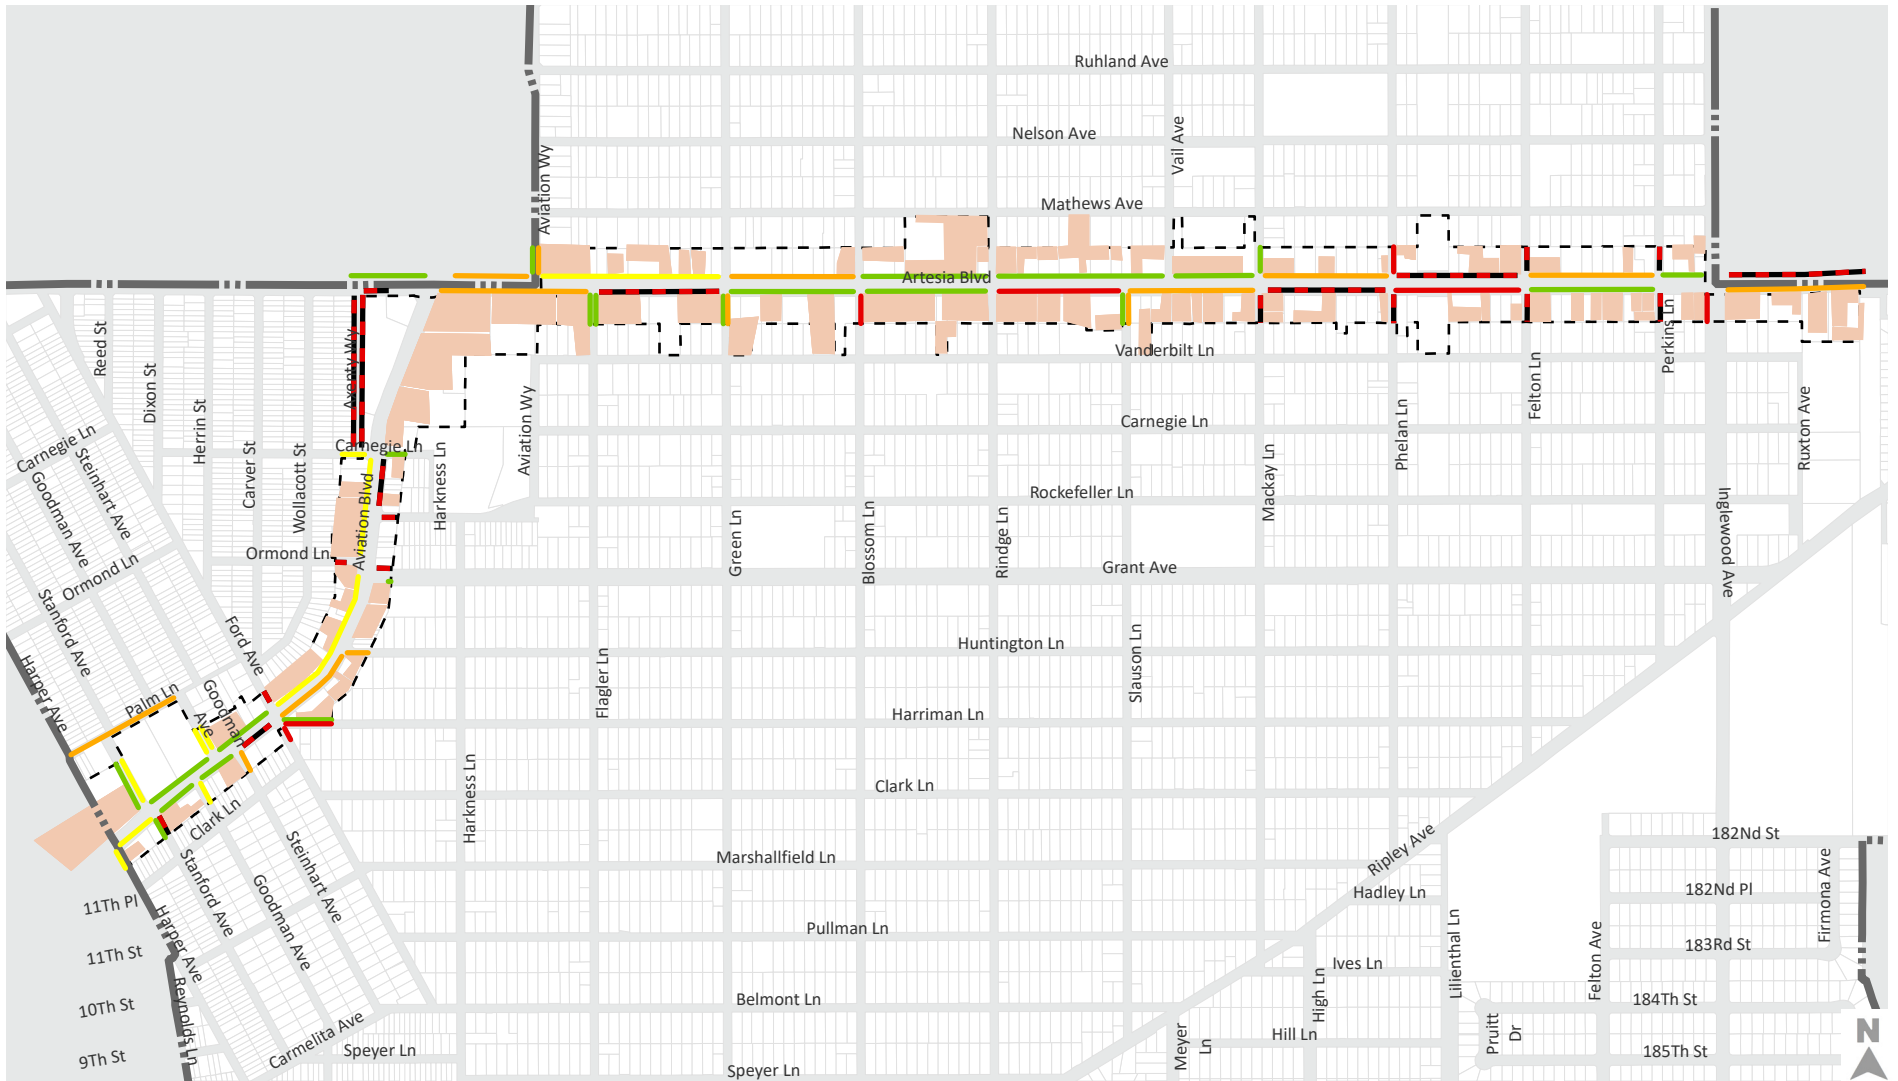 Ruhland Ave
Nelson Ave
Vail Ave
Aviation Wy
Mathews Ave
Artesia Blvd
Reed St
Dixon St
Herrin St
Carver St
Wollacott St
Axenty Wy
Vanderbilt Ln
Perkins Ln
Felton Ln
Phelan Ln
Ruxton Ave
Carnegie Ln
Carnegie Ln
Carnegie Ln
Steinhart Ave
Goodman Ave
Aviation Blvd
Harkness Ln
Aviation Wy
Rockefeller Ln
Mackay Ln
Inglewood Ave
Ormond Ln
Ormond Ln
Green Ln
Blossom Ln
Rindge Ln
Grant Ave
Stanford Ave
Ford Ave
Huntington Ln
Slauson Ln
Flagler Ln
Harper Ave
Palm Ln
Goodman
Ave
Harriman Ln
Clark Ln
Clark Ln
Harkness Ln
Steinhart Ave
Stanford Ave
Goodman Ave
Marshallfield Ln
Ripley Ave
Hadley Ln
182Nd St
182Nd Pl
Firmona Ave
183Rd St
11Th Pl
Harper Ave
Pullman Ln
11Th St
Ives Ln
Lilienthal Ln
Felton Ave
High Ln
Reynolds Ln
10Th St
Belmont Ln
184Th St
Carmelita Ave
Speyer Ln
Meyer
Ln
Hill Ln
Pruitt
Dr
185Th St
9Th St
Speyer Ln
N